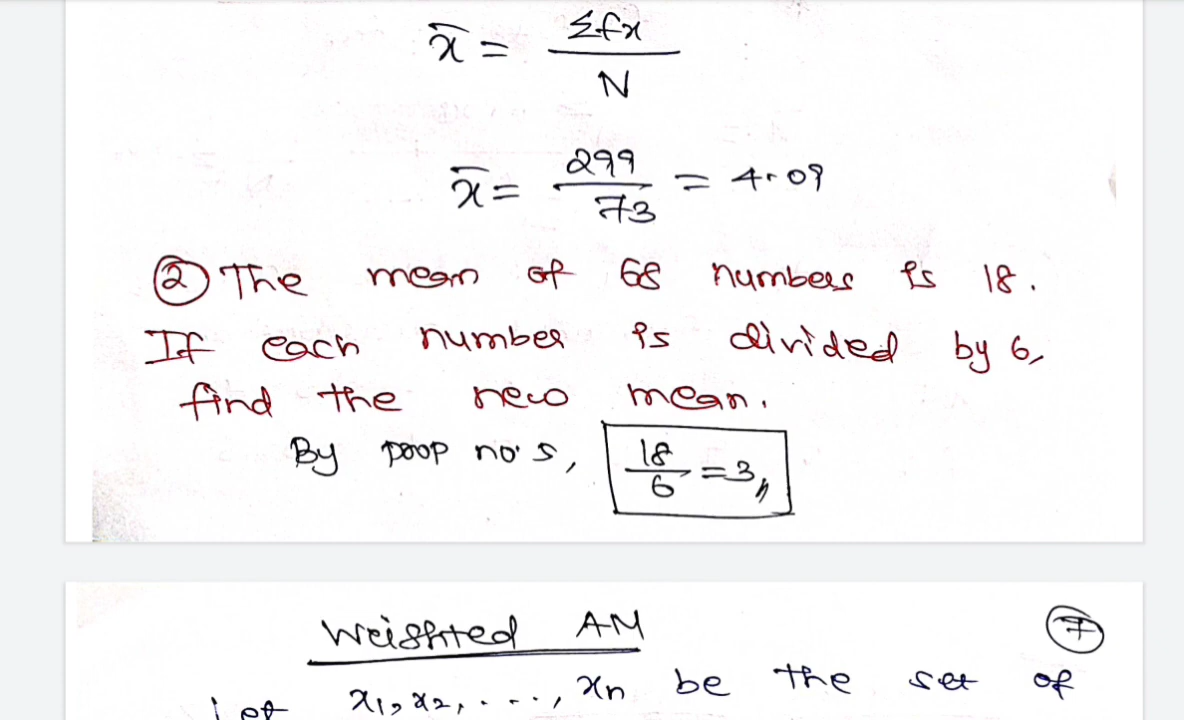 x̄ = Σfx / N
x̄ = 299 / 73 = 4.09
② The mean of 68 numbers is 18.
If each number is divided by 6,
find the new mean.
By prop no. 5, 18 / 6 = 3
Weighted AM
7
Let x1, x2, ...., xn be the set of